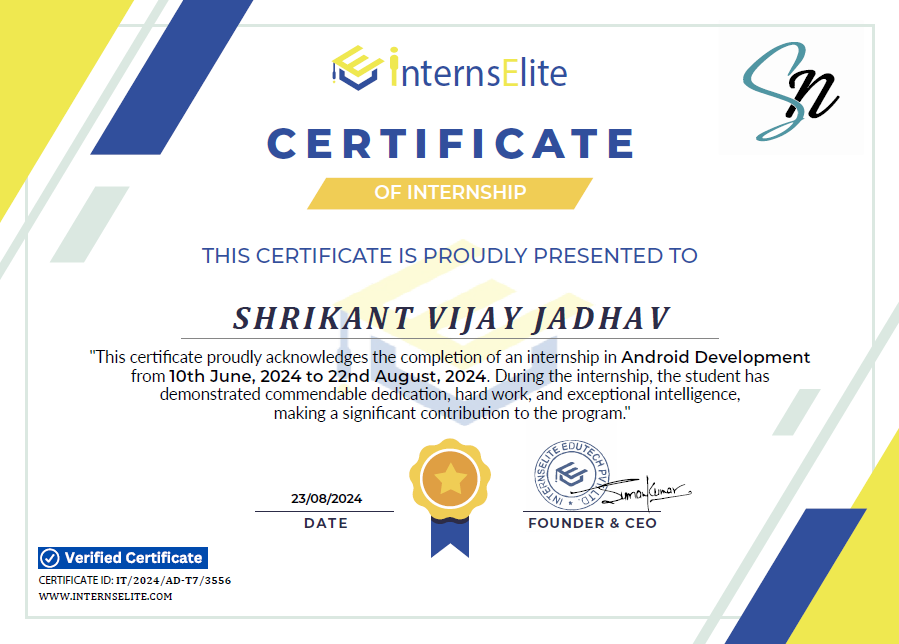 internsElite
Sn
CERTIFICATE
OF INTERNSHIP
THIS CERTIFICATE IS PROUDLY PRESENTED TO
SHRIKANT VIJAY JADHAV
"This certificate proudly acknowledges the completion of an internship in Android Development
from 10th June, 2024 to 22nd August, 2024. During the internship, the student has
demonstrated commendable dedication, hard work, and exceptional intelligence,
making a significant contribution to the program."
INTERNSELITE EDUTECH PVT. LTD.
23/08/2024
DATE
FOUNDER & CEO
Verified Certificate
CERTIFICATE ID: IT/2024/AD-T7/3556
WWW.INTERNSELITE.COM